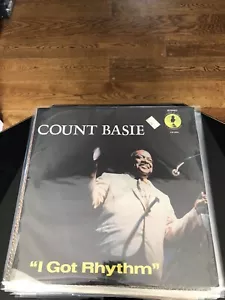 COUNT BASIE
"I Got Rhythm"